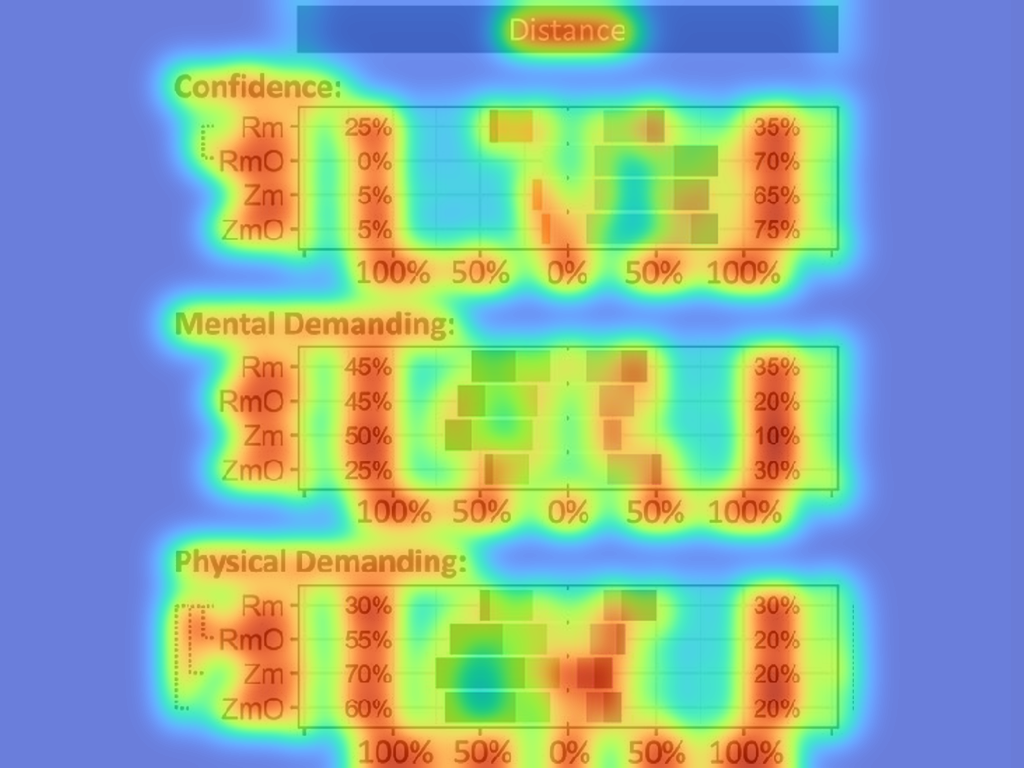 Distance
Confidence:
Rm 25% 35%
RmO 0% 70%
Zm 5% 65%
ZmO 5% 75%
100% 50% 0% 50% 100%
Mental Demanding:
Rm 45% 35%
RmO 45% 20%
Zm 50% 10%
ZmO 25% 30%
100% 50% 0% 50% 100%
Physical Demanding:
Rm 30% 30%
RmO 55% 20%
Zm 70% 20%
ZmO 60% 20%
100% 50% 0% 50% 100%